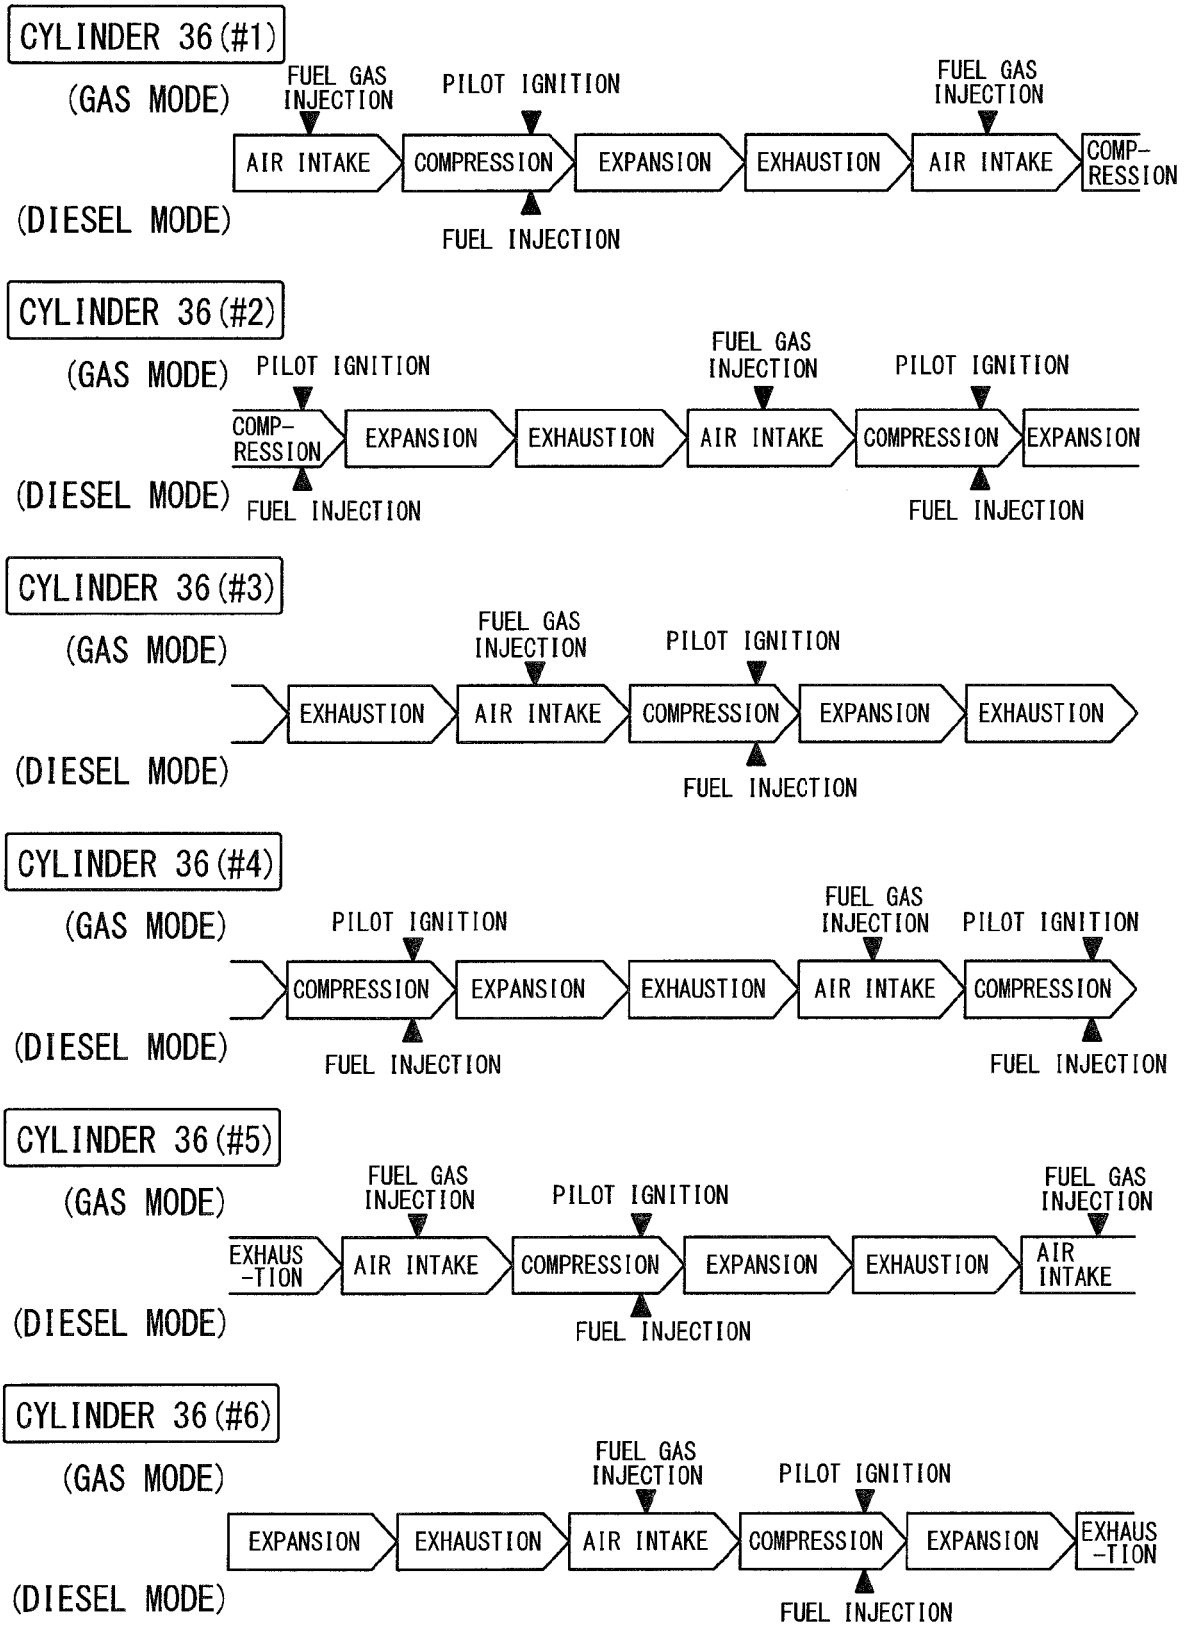 CYLINDER 36(#1)
(GAS MODE)
FUEL GAS
INJECTION
PILOT IGNITION
FUEL GAS
INJECTION
AIR INTAKE
COMPRESSION
EXPANSION
EXHAUSTION
AIR INTAKE
COMP-
RESSION
(DIESEL MODE)
FUEL INJECTION
CYLINDER 36(#2)
(GAS MODE)
PILOT IGNITION
FUEL GAS
INJECTION
PILOT IGNITION
COMP-
RESSION
EXPANSION
EXHAUSTION
AIR INTAKE
COMPRESSION
EXPANSION
(DIESEL MODE)
FUEL INJECTION
FUEL INJECTION
CYLINDER 36(#3)
(GAS MODE)
FUEL GAS
INJECTION
PILOT IGNITION
EXHAUSTION
AIR INTAKE
COMPRESSION
EXPANSION
EXHAUSTION
(DIESEL MODE)
FUEL INJECTION
CYLINDER 36(#4)
(GAS MODE)
PILOT IGNITION
FUEL GAS
INJECTION
PILOT IGNITION
COMPRESSION
EXPANSION
EXHAUSTION
AIR INTAKE
COMPRESSION
(DIESEL MODE)
FUEL INJECTION
FUEL INJECTION
CYLINDER 36(#5)
(GAS MODE)
FUEL GAS
INJECTION
PILOT IGNITION
FUEL GAS
INJECTION
EXHAUS
-TION
AIR INTAKE
COMPRESSION
EXPANSION
EXHAUSTION
AIR
INTAKE
(DIESEL MODE)
FUEL INJECTION
CYLINDER 36(#6)
(GAS MODE)
FUEL GAS
INJECTION
PILOT IGNITION
EXPANSION
EXHAUSTION
AIR INTAKE
COMPRESSION
EXPANSION
EXHAUS
-TION
(DIESEL MODE)
FUEL INJECTION